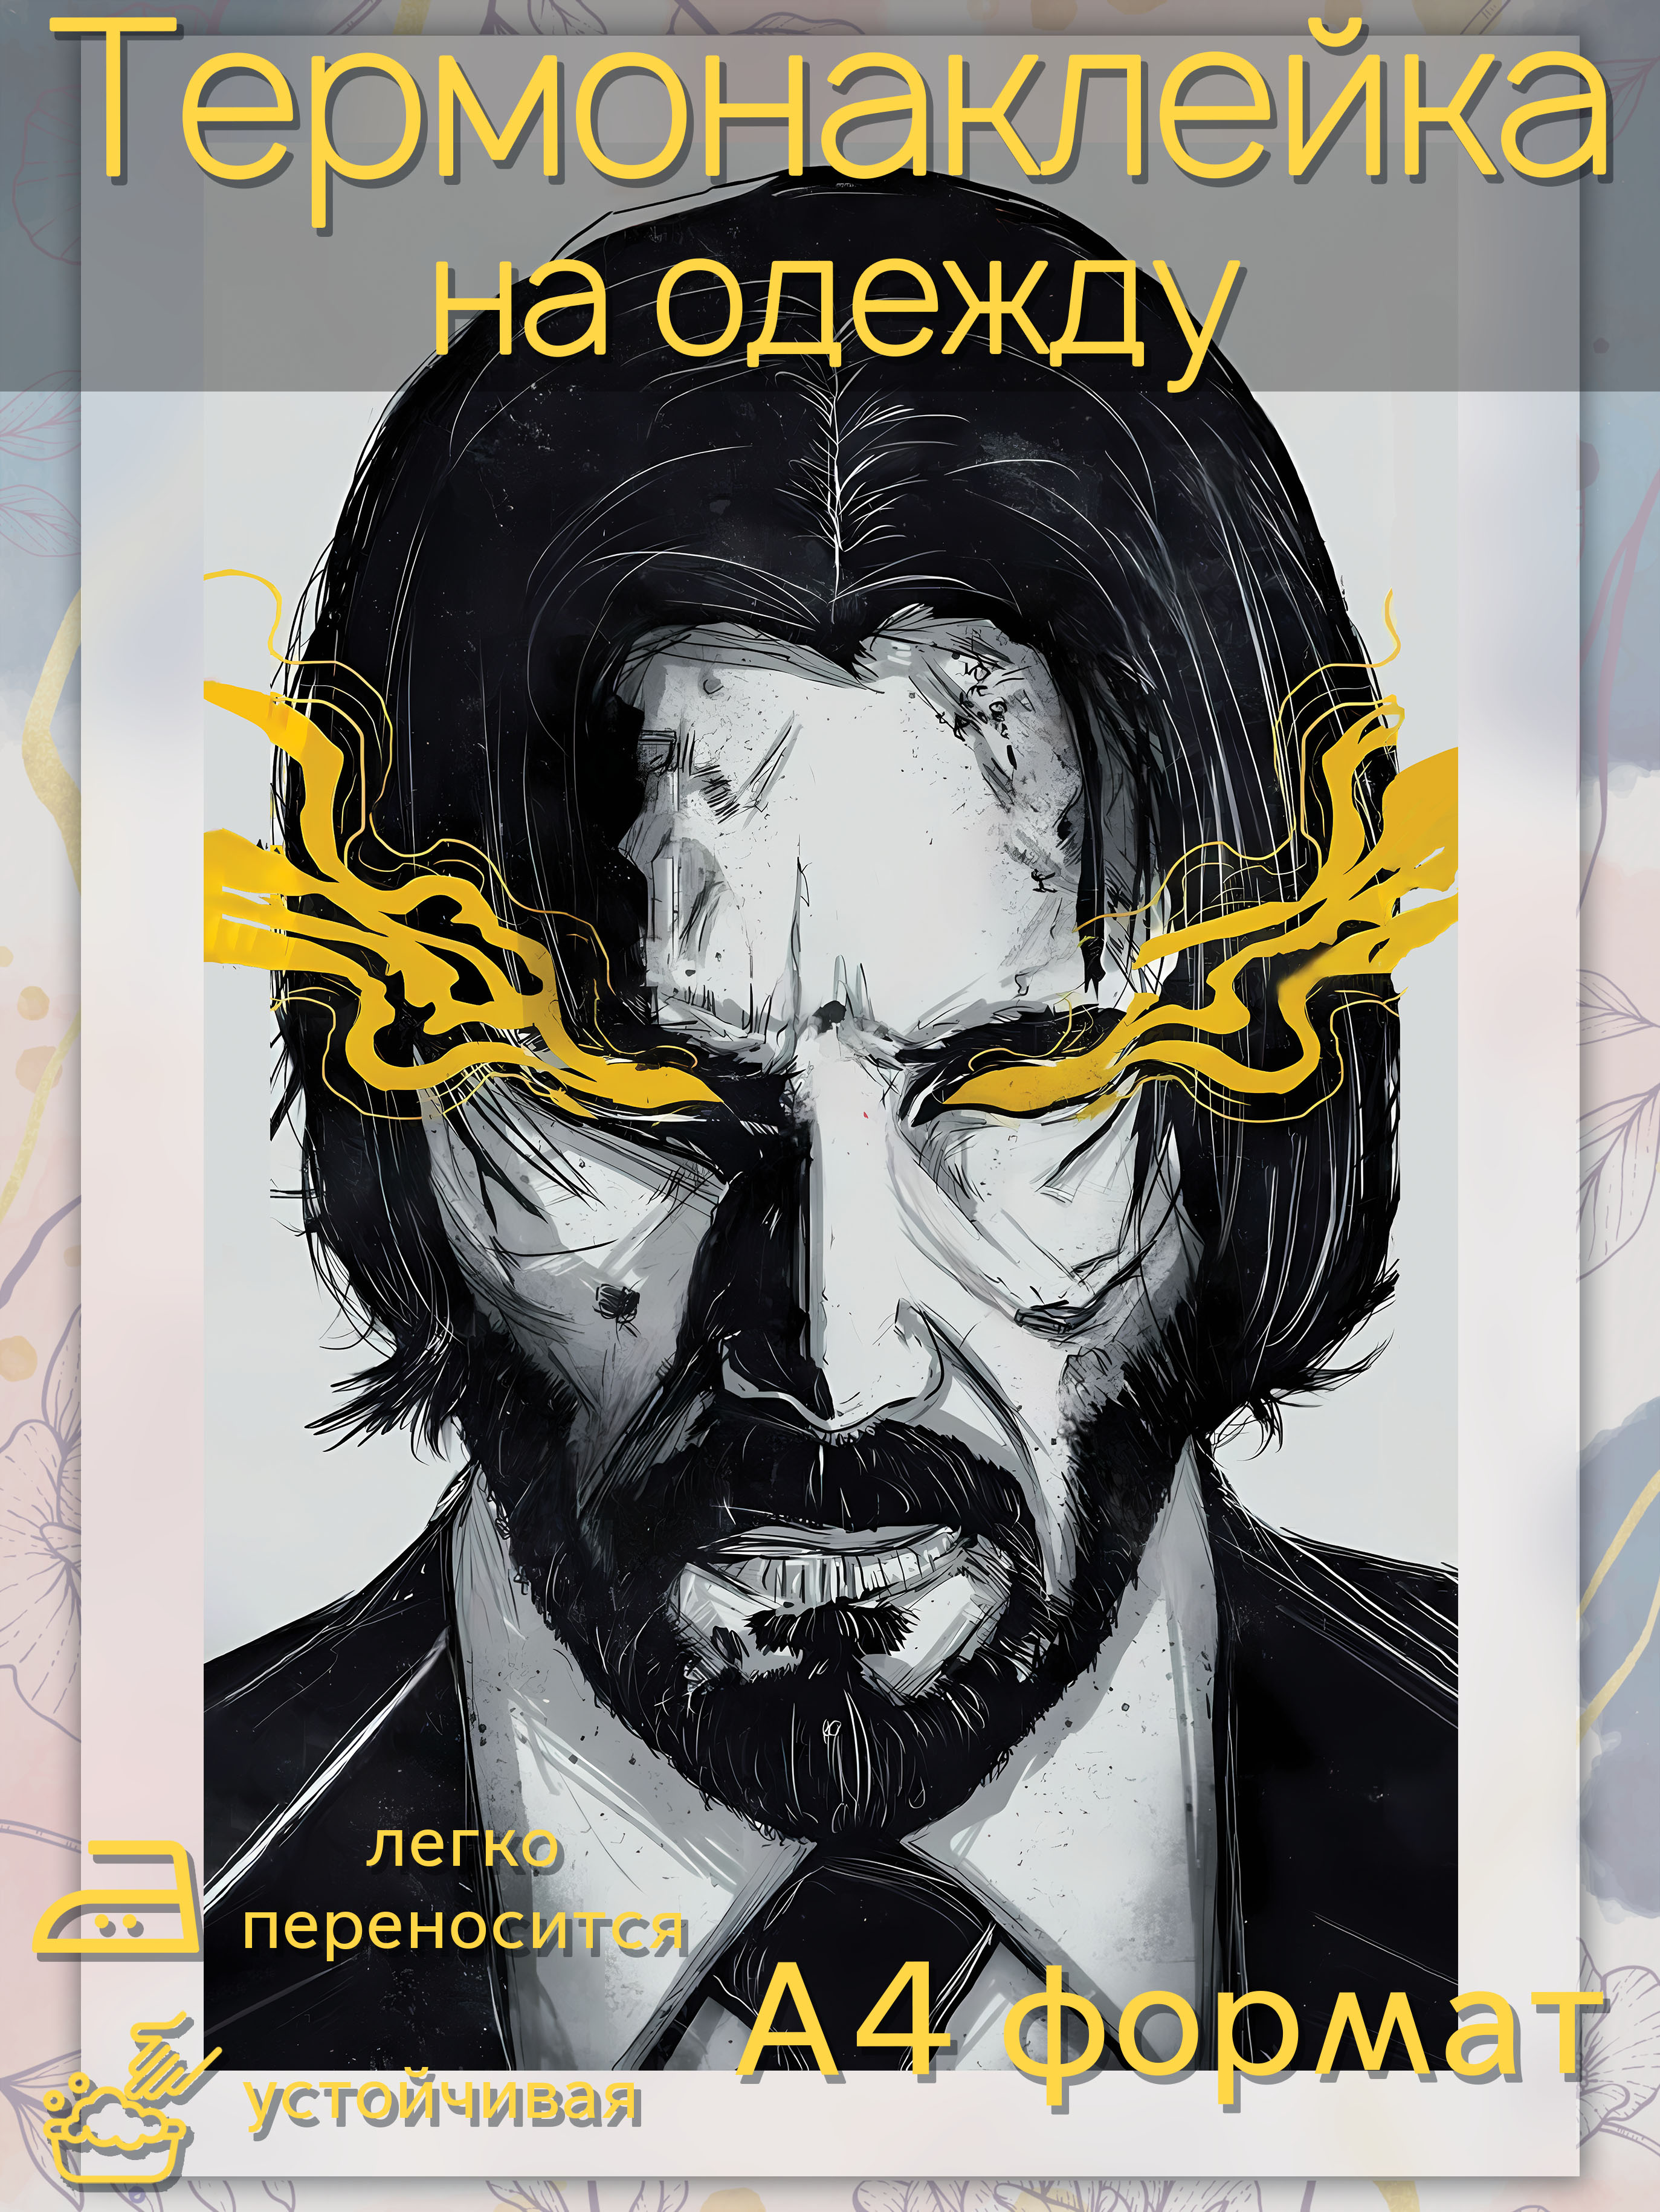 Термонаклейка
на одежду
легко
переносится
А4 формат
устойчивая